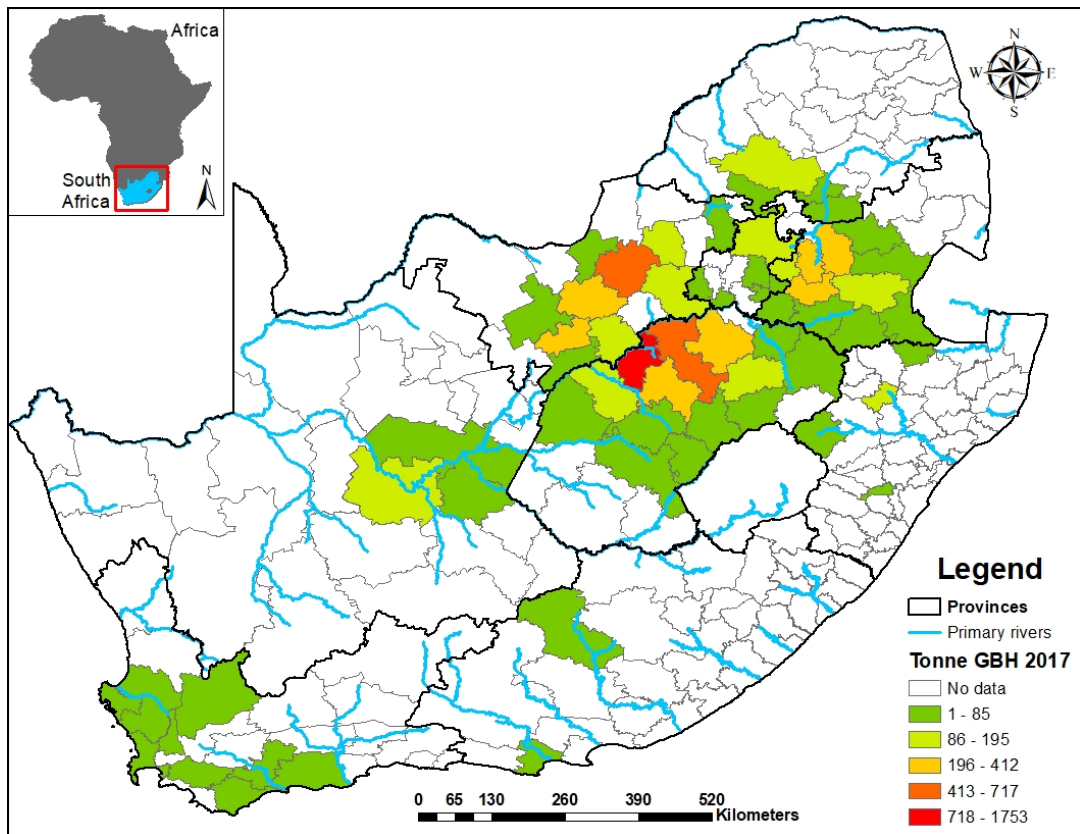 Africa
South
Africa
N
N
W E
S
Legend
Provinces
Primary rivers
Tonne GBH 2017
No data
1 - 85
86 - 195
196 - 412
413 - 717
718 - 1753
0 65 130 260 390 520
Kilometers